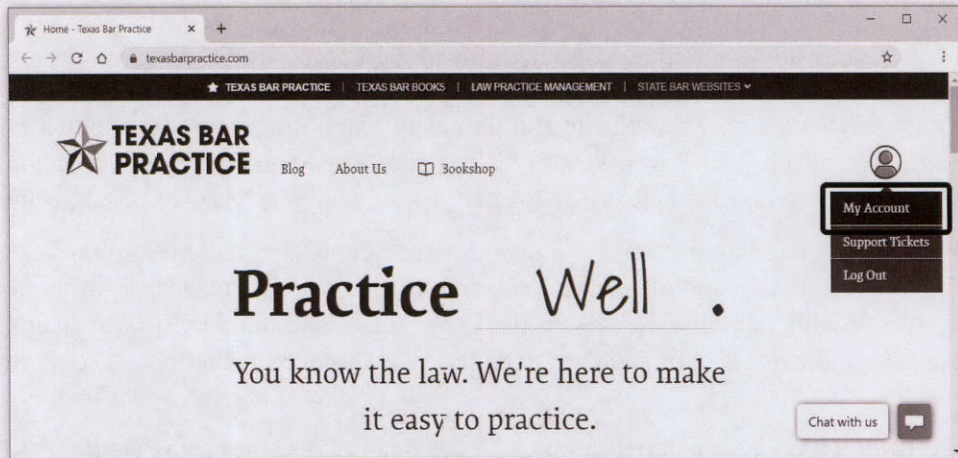 Home - Texas Bar Practice
texasbarpractice.com
TEXAS BAR PRACTICE | TEXAS BAR BOOKS | LAW PRACTICE MANAGEMENT | STATE BAR WEBSITES
TEXAS BAR
PRACTICE
Blog About Us Bookshop
My Account
Support Tickets
Log Out
Practice Well.
You know the law. We're here to make
it easy to practice.
Chat with us